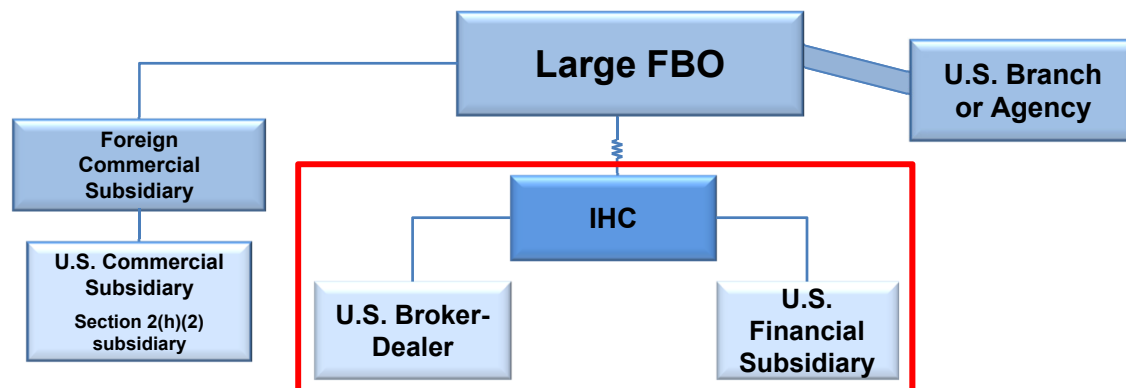 Large FBO
U.S. Branch
or Agency
Foreign
Commercial
Subsidiary
IHC
U.S. Commercial
Subsidiary
Section 2(h)(2)
subsidiary
U.S. Broker-
Dealer
U.S.
Financial
Subsidiary